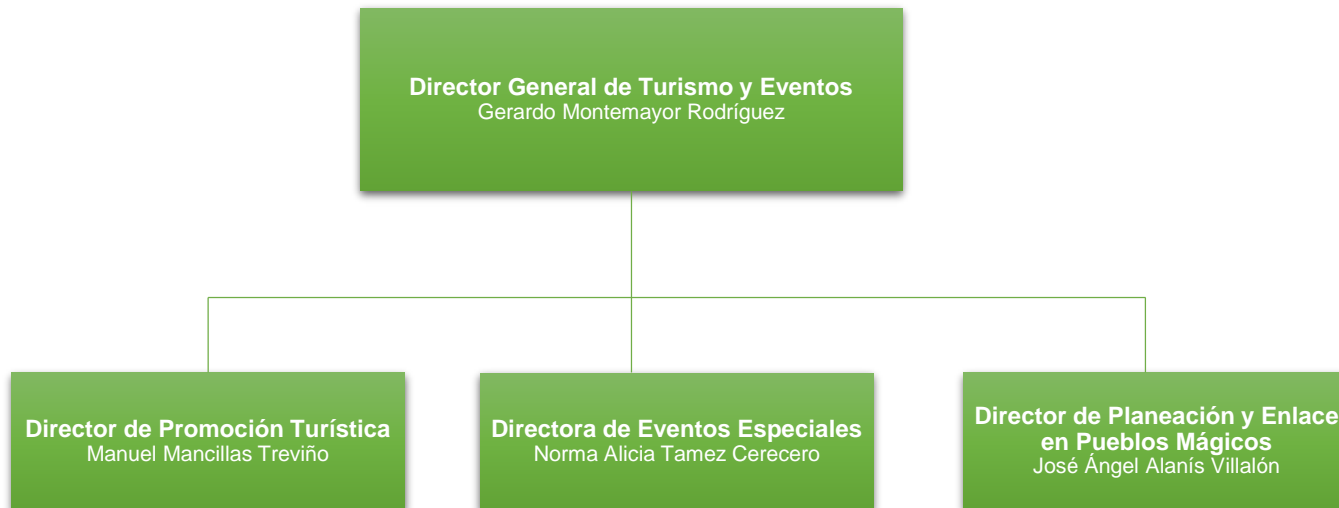 Director General de Turismo y Eventos
Gerardo Montemayor Rodríguez
Director de Promoción Turística
Manuel Mancillas Treviño
Directora de Eventos Especiales
Norma Alicia Tamez Cerecero
Director de Planeación y Enlace
en Pueblos Mágicos
José Ángel Alanís Villalón